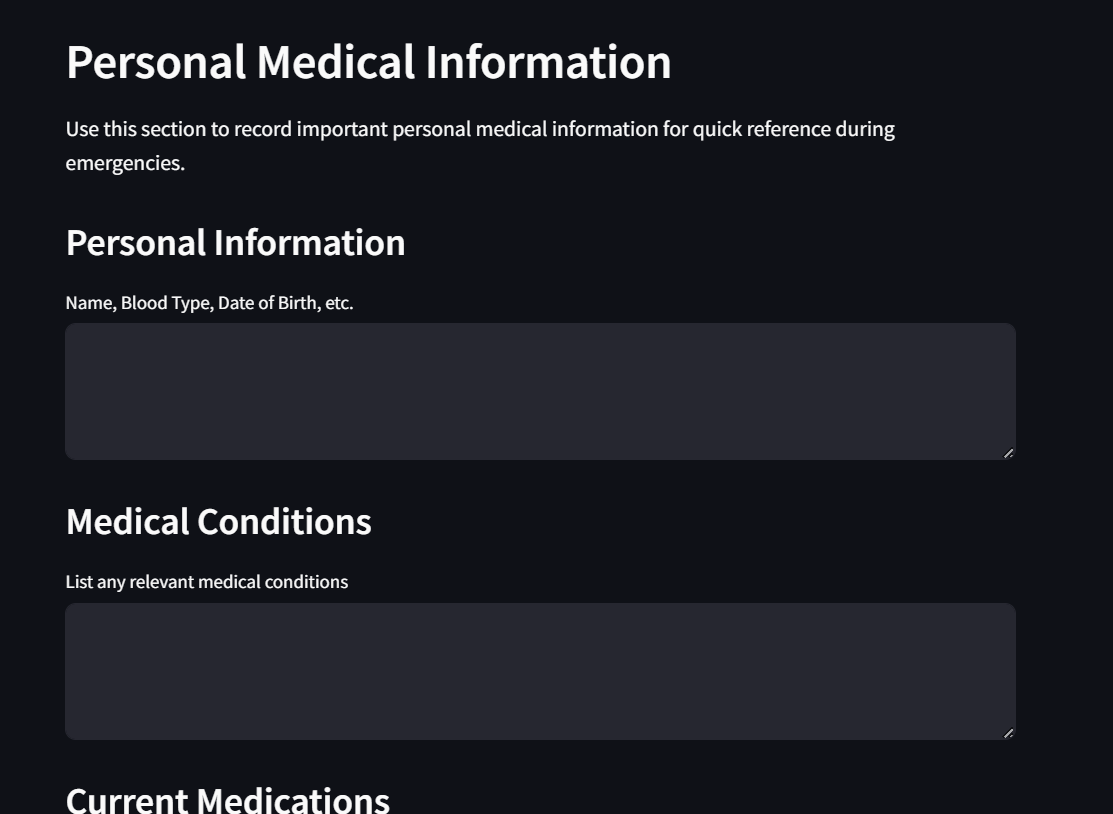 Personal Medical Information
Use this section to record important personal medical information for quick reference during
emergencies.
Personal Information
Name, Blood Type, Date of Birth, etc.
Medical Conditions
List any relevant medical conditions
Current Medications